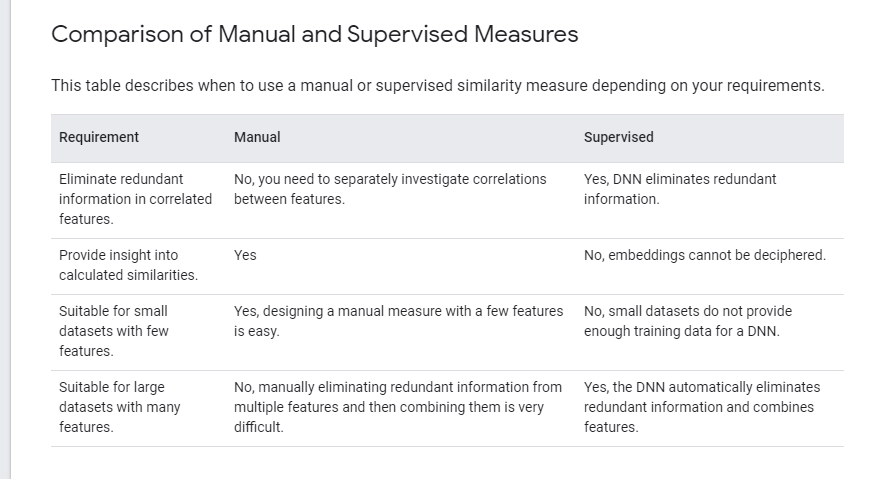 Comparison of Manual and Supervised Measures
This table describes when to use a manual or supervised similarity measure depending on your requirements.
Requirement Manual Supervised
Eliminate redundant No, you need to separately investigate correlations Yes, DNN eliminates redundant
information in correlated between features. information.
features.
Provide insight into Yes No, embeddings cannot be deciphered.
calculated similarities.
Suitable for small Yes, designing a manual measure with a few features No, small datasets do not provide
datasets with few is easy. enough training data for a DNN.
features.
Suitable for large No, manually eliminating redundant information from Yes, the DNN automatically eliminates
datasets with many multiple features and then combining them is very redundant information and combines
features. difficult. features.